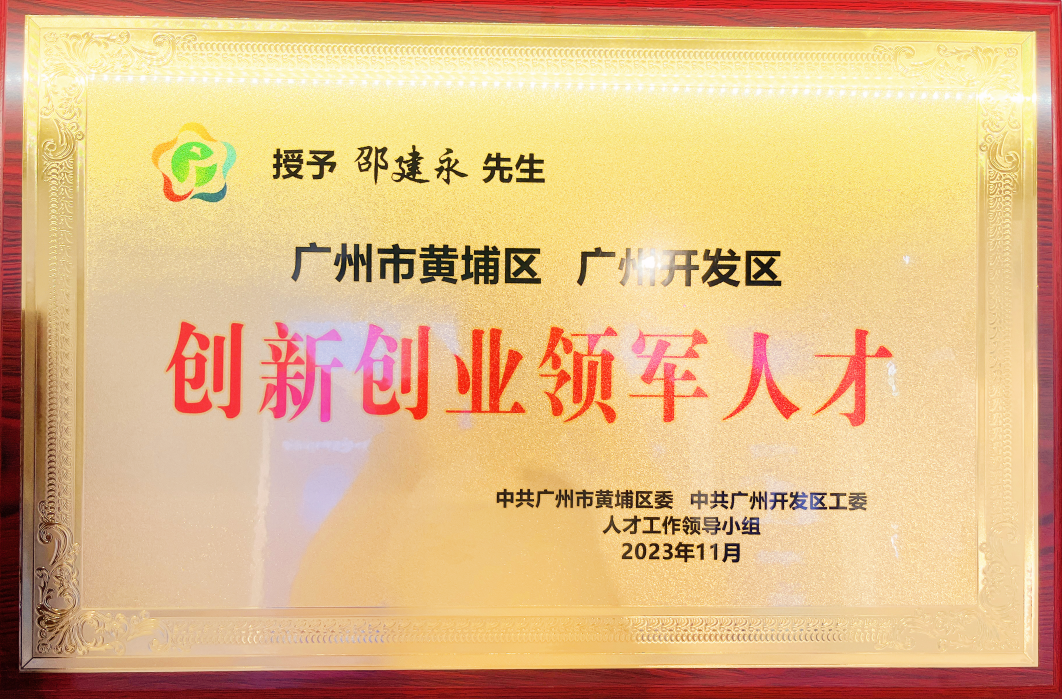 授予 邵建永 先生
广州市黄埔区 广州开发区
创新创业领军人才
中共广州市黄埔区委 中共广州开发区工委
人才工作领导小组
2023年11月